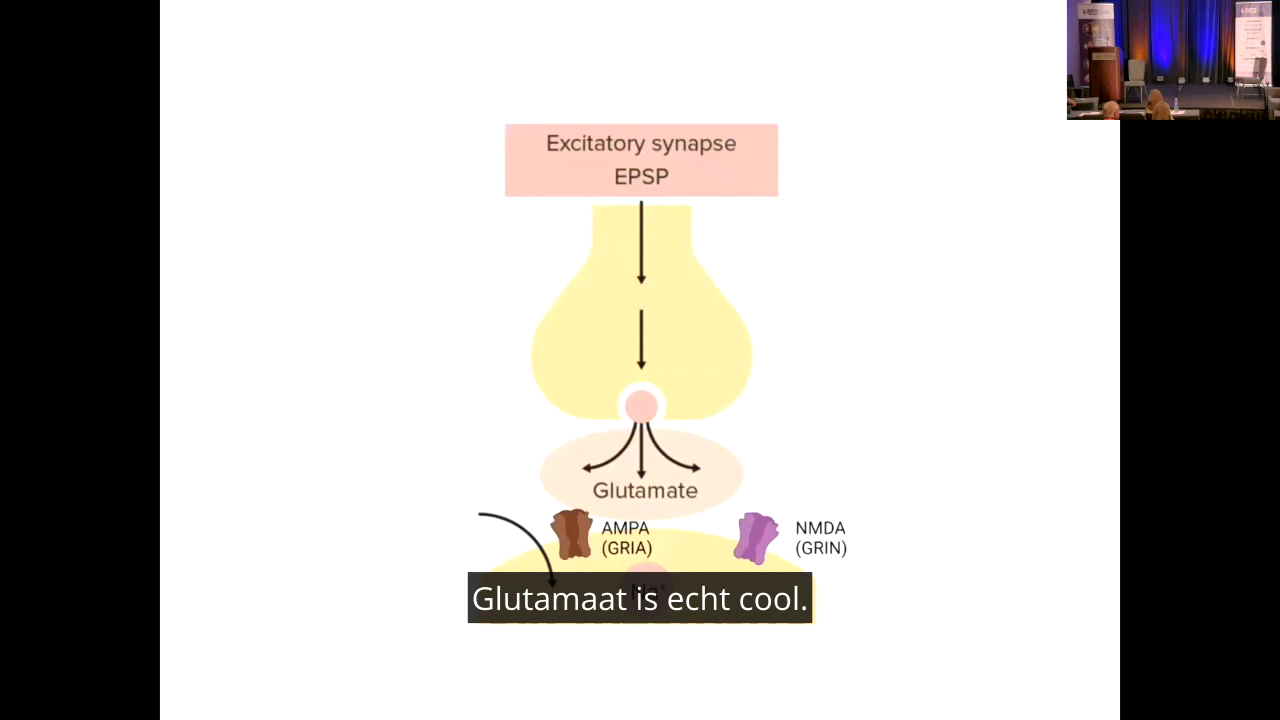 Excitatory synapse
EPSP
Glutamate
AMPA
(GRIA)
NMDA
(GRIN)
Glutamaat is echt cool.